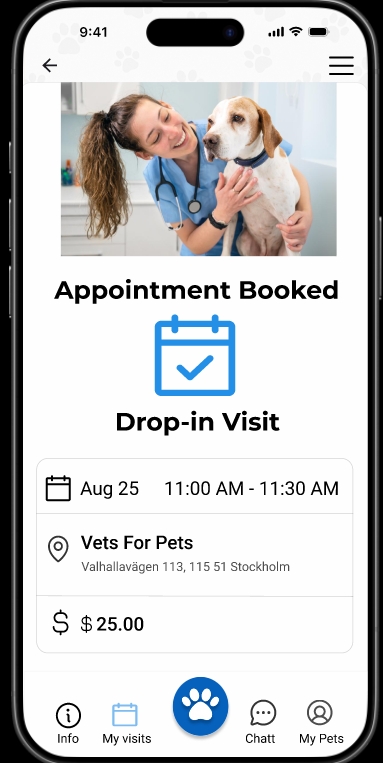 9:41
Appointment Booked
Drop-in Visit
Aug 25 11:00 AM - 11:30 AM
Vets For Pets
Valhallavägen 113, 115 51 Stockholm
$ $ 25.00
Info My visits Chatt My Pets